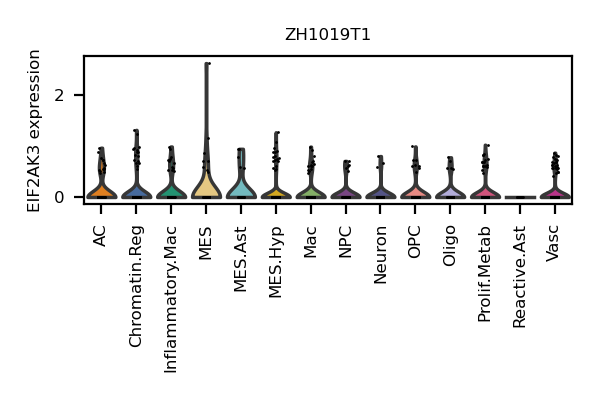 ZH1019T1
EIF2AK3 expression
2
0
AC
Chromatin.Reg
Inflammatory.Mac
MES
MES.Ast
MES.Hyp
Mac
NPC
Neuron
OPC
Oligo
Prolif.Metab
Reactive.Ast
Vasc